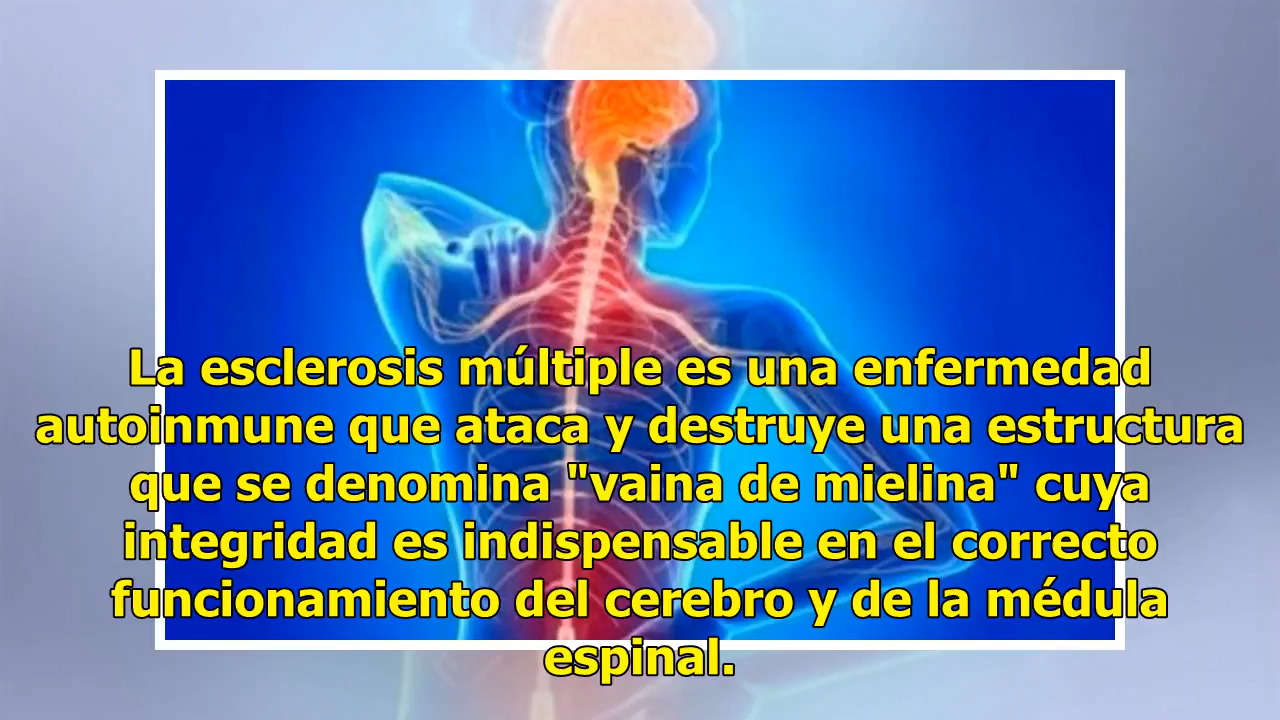 La esclerosis múltiple es una enfermedad
autoinmune que ataca y destruye una estructura
que se denomina "vaina de mielina" cuya
integridad es indispensable en el correcto
funcionamiento del cerebro y de la médula
espinal.